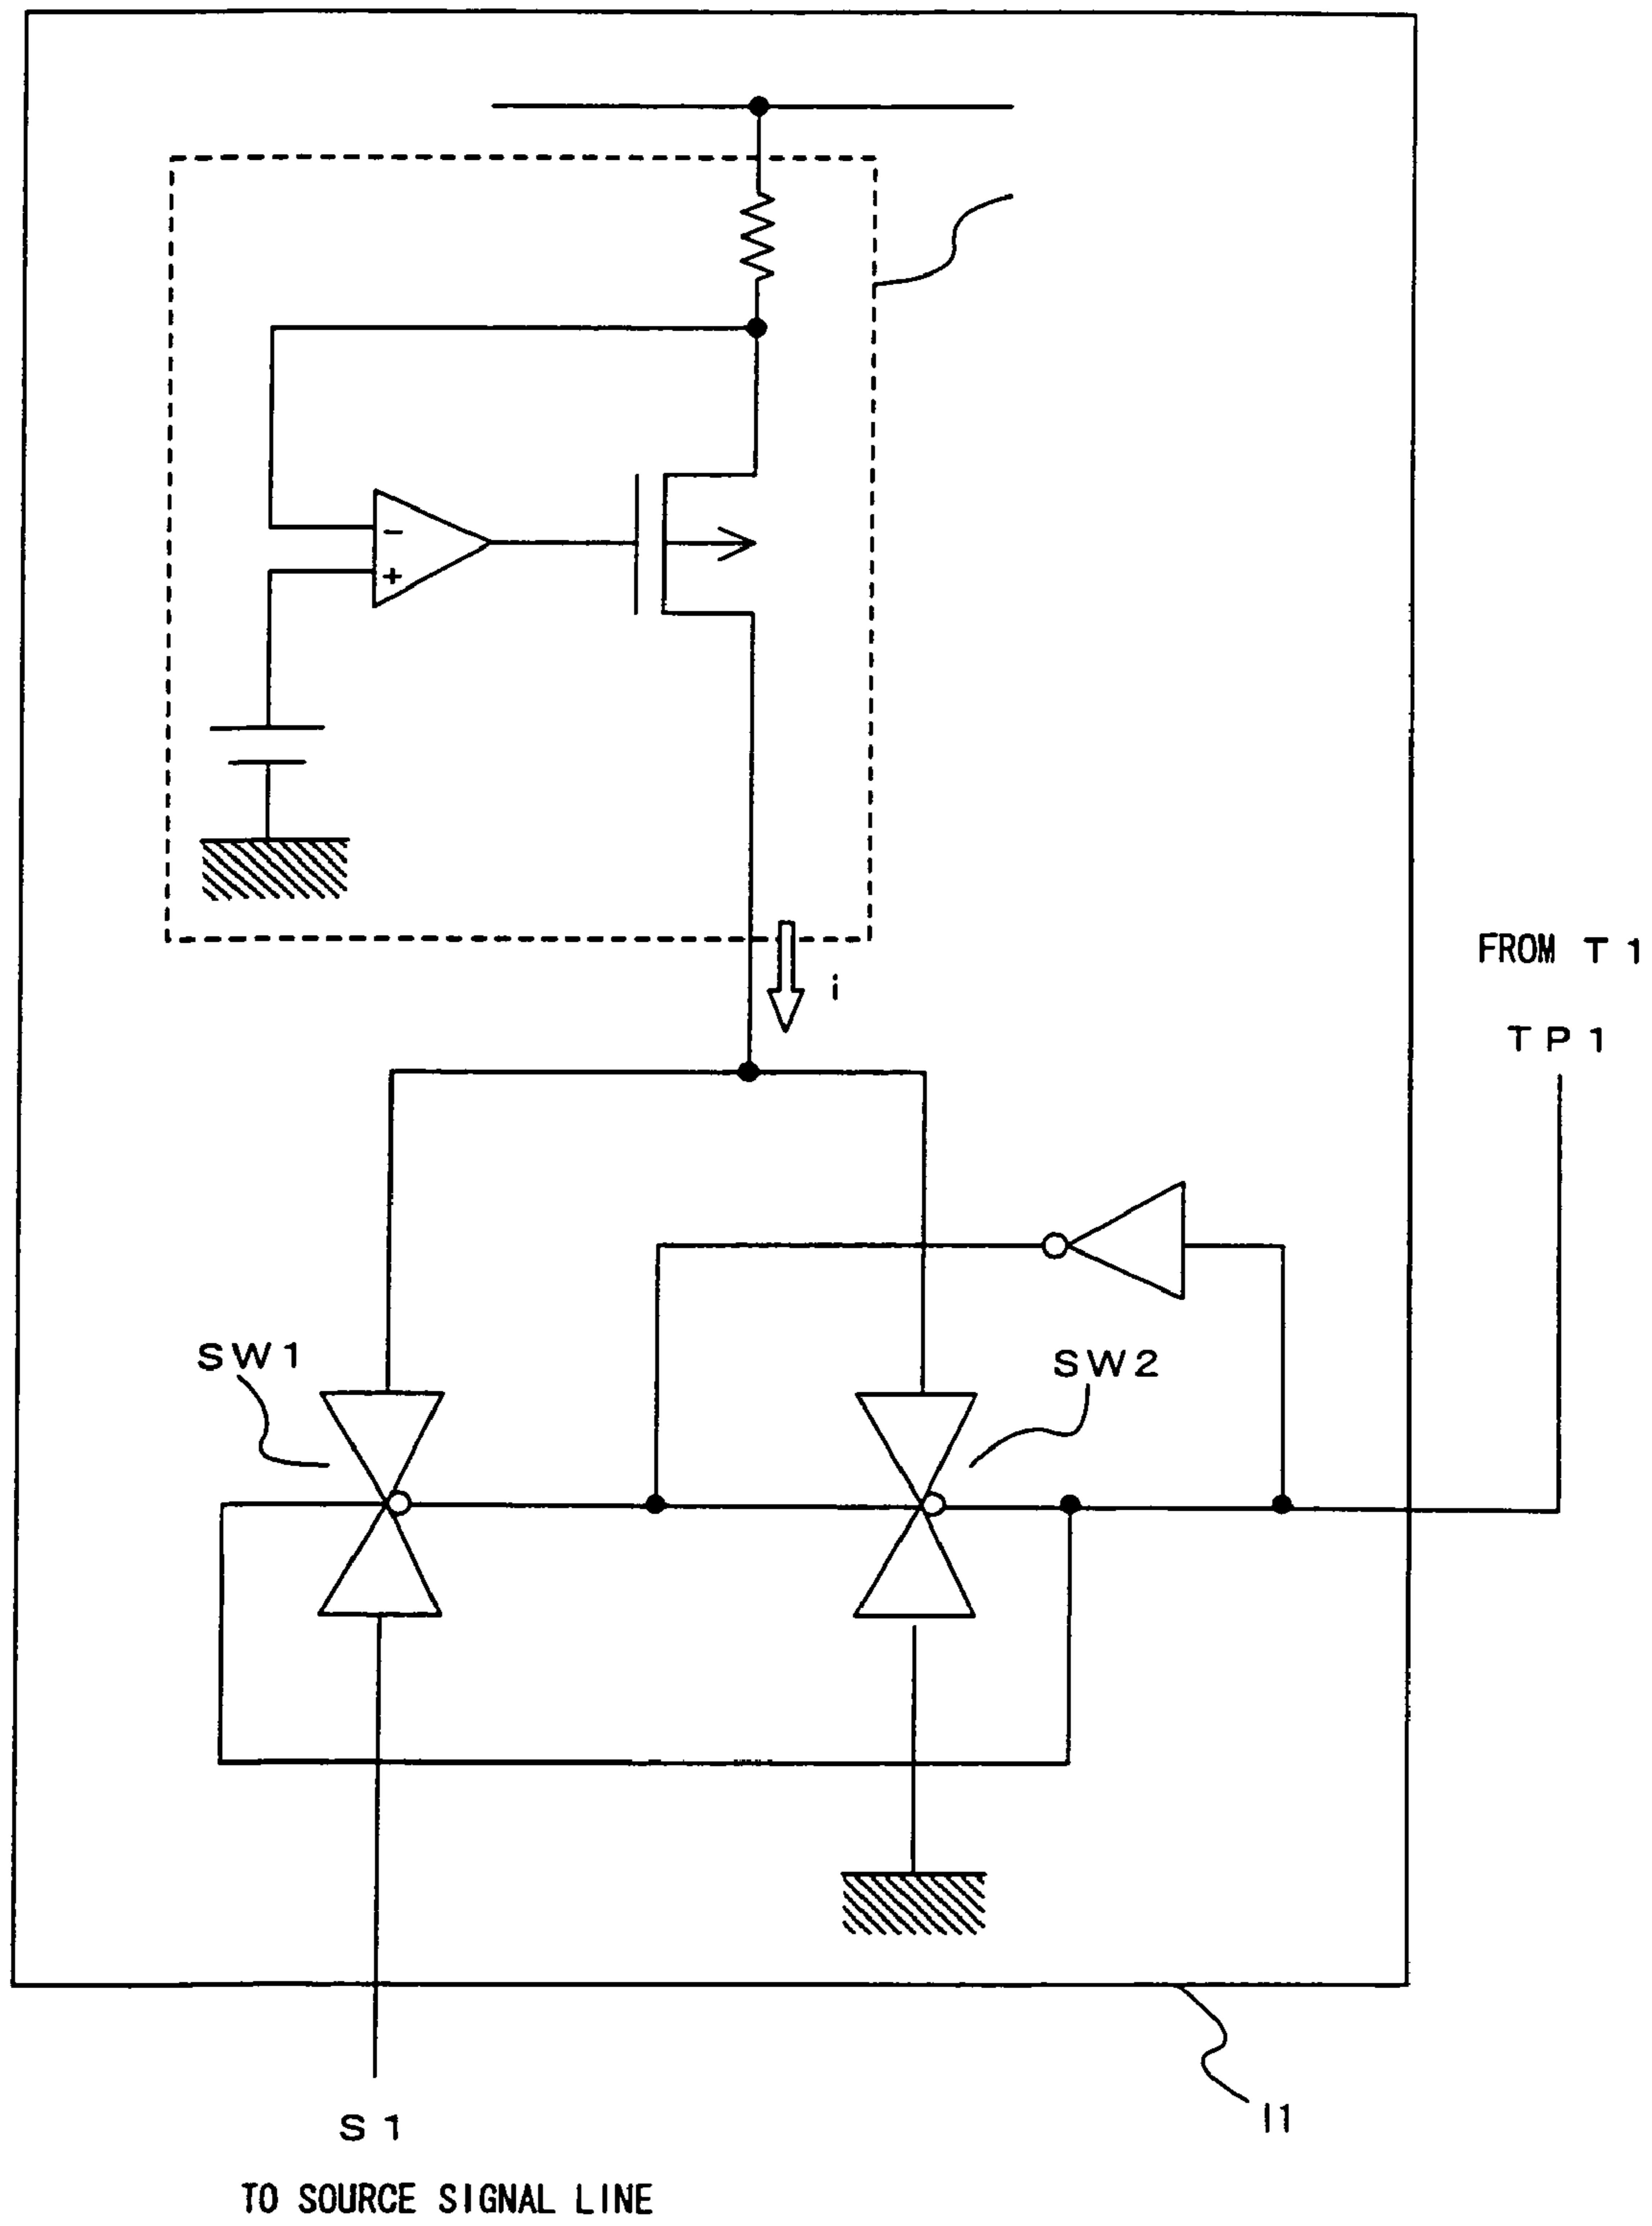 -
+
FROM T1
TP1
i
SW1
SW2
I1
S1
TO SOURCE SIGNAL LINE